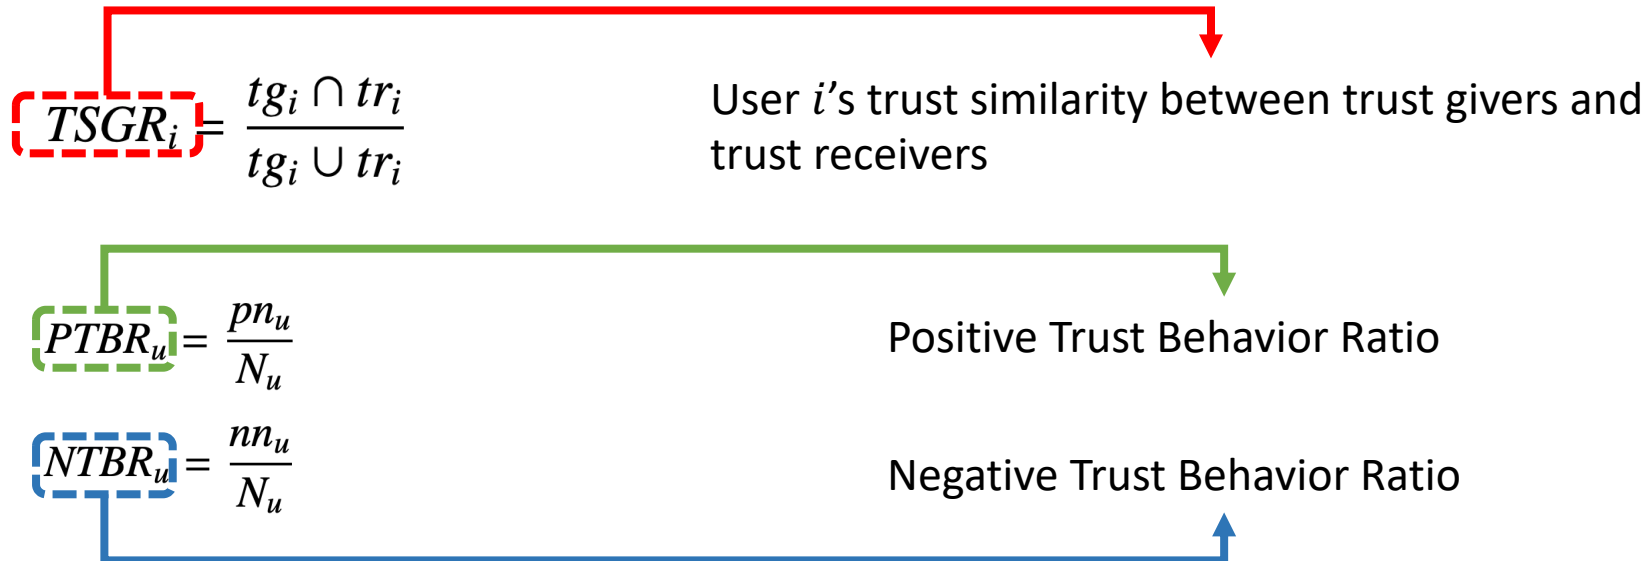 TSGRᵢ = tgᵢ ∩ trᵢ / tgᵢ ∪ trᵢ
User i’s trust similarity between trust givers and
trust receivers
PTBRᵤ = pnᵤ / Nᵤ
Positive Trust Behavior Ratio
NTBRᵤ = nnᵤ / Nᵤ
Negative Trust Behavior Ratio